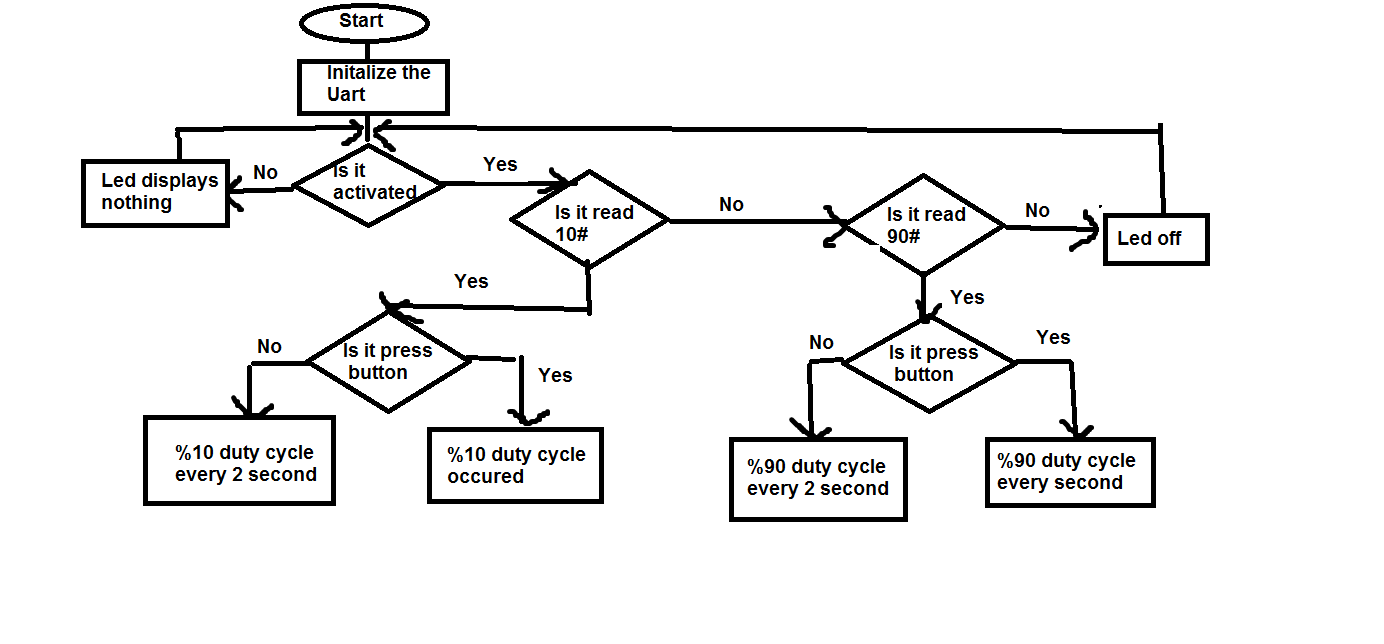 Start
Initalize the
Uart
Is it
activated
No
Led displays
nothing
Yes
Is it read
10#
No
Is it read
90#
No
Led off
Yes
Yes
Is it press
button
No
Yes
%10 duty cycle
every 2 second
%10 duty cycle
occured
Is it press
button
No
Yes
%90 duty cycle
every 2 second
%90 duty cycle
every second